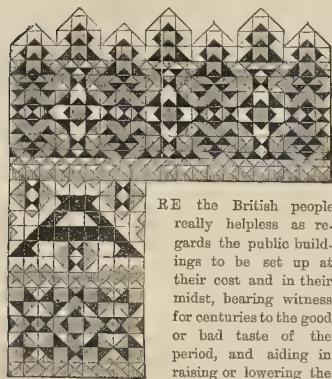 RE the British people
really helpless as re-
gards the public build-
ings to be set up at
their cost and in their
midst, bearing witness
for centuries to the good
or bad taste of the
period, and aiding in
raising or lowering the